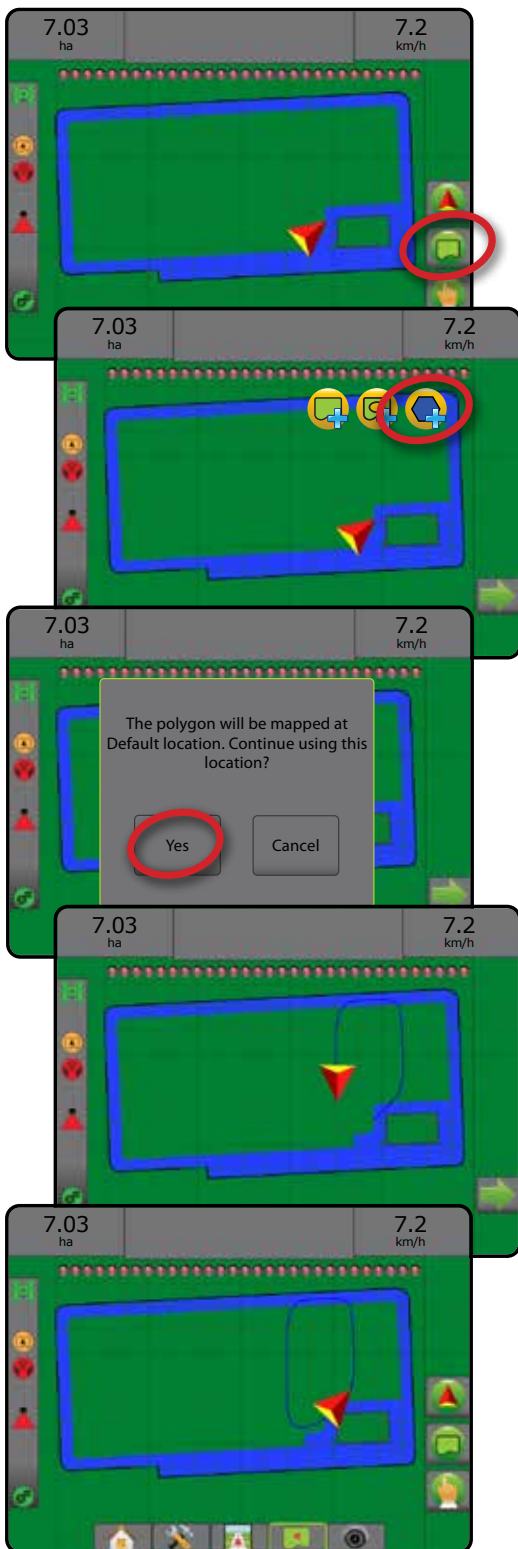 7.03
ha
7.2
km/h
7.03
ha
7.2
km/h
7.03
ha
7.2
km/h
The polygon will be mapped at
Default location. Continue using this
location?
Yes
Cancel
7.03
ha
7.2
km/h
7.03
ha
7.2
km/h